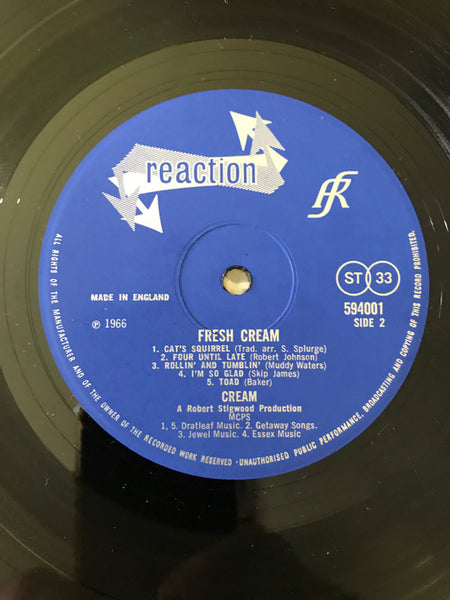 reaction
R
ST 33
MADE IN ENGLAND
594001
SIDE 2
℗ 1966
FRESH CREAM
1. CAT'S SQUIRREL (Trad. arr. S. Splurge)
2. FOUR UNTIL LATE (Robert Johnson)
3. ROLLIN' AND TUMBLIN' (Muddy Waters)
4. I'M SO GLAD (Skip James)
5. TOAD (Baker)
CREAM
A Robert Stigwood Production
MCPS
1, 5. Dratleaf Music. 2. Getaway Songs.
3. Jewel Music. 4. Essex Music
ALL RIGHTS OF THE MANUFACTURER AND OF THE OWNER OF THE RECORDED WORK RESERVED · UNAUTHORISED PUBLIC PERFORMANCE, BROADCASTING AND COPYING OF THIS RECORD PROHIBITED.